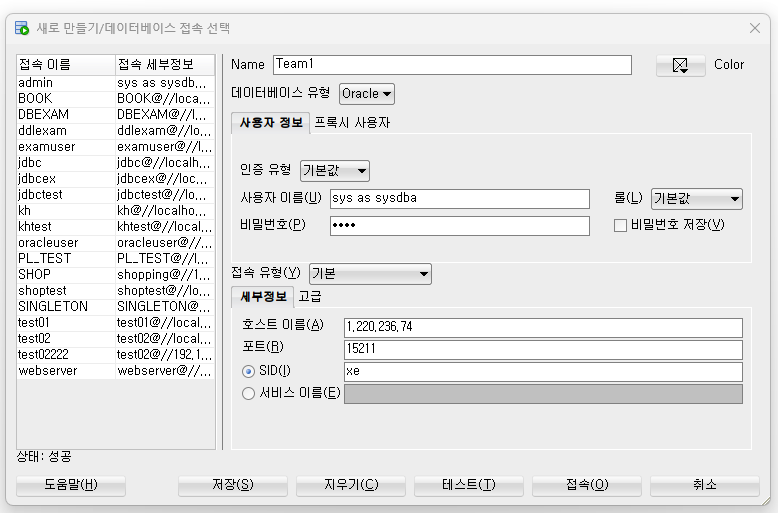 새로 만들기/데이터베이스 접속 선택
접속 이름 접속 세부정보
admin sys as sysdb...
BOOK BOOK@//loca...
DBEXAM DBEXAM@//l...
ddlexam ddlexam@//lo...
examuser examuser@//...
jdbc jdbc@//localh...
jdbcex jdbcex@//loc...
jdbctest jdbctest@//lo...
kh kh@//localho...
khtest khtest@//local...
oracleuser oracleuser@//...
PL_TEST PL_TEST@//l...
SHOP shopping@//1...
shoptest shoptest@//lo...
SINGLETON SINGLETON@...
test01 test01@//local...
test02 test02@//local...
test02222 test02@//192.1...
webserver webserver@//...
상태: 성공
Name Team1 Color
데이터베이스 유형 Oracle
사용자 정보 프록시 사용자
인증 유형 기본값
사용자 이름(U) sys as sysdba 롤(L) 기본값
비밀번호(P) •••• 비밀번호 저장(V)
접속 유형(Y) 기본
세부정보 고급
호스트 이름(A) 1.220.236.74
포트(R) 15211
SID(I) xe
서비스 이름(E)
도움말(H) 저장(S) 지우기(C) 테스트(T) 접속(O) 취소